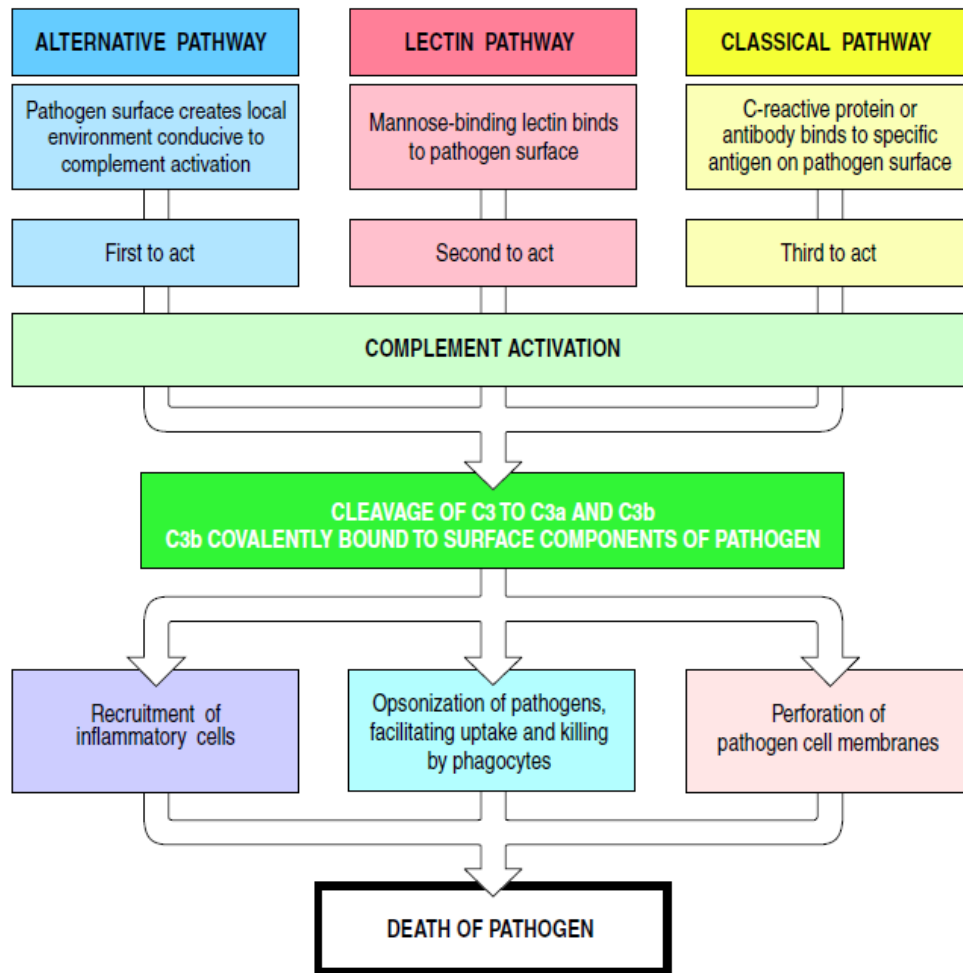 ALTERNATIVE PATHWAY
LECTIN PATHWAY
CLASSICAL PATHWAY
Pathogen surface creates local
environment conducive to
complement activation
Mannose-binding lectin binds
to pathogen surface
C-reactive protein or
antibody binds to specific
antigen on pathogen surface
First to act
Second to act
Third to act
COMPLEMENT ACTIVATION
CLEAVAGE OF C3 TO C3a AND C3b
C3b COVALENTLY BOUND TO SURFACE COMPONENTS OF PATHOGEN
Recruitment of
inflammatory cells
Opsonization of pathogens,
facilitating uptake and killing
by phagocytes
Perforation of
pathogen cell membranes
DEATH OF PATHOGEN